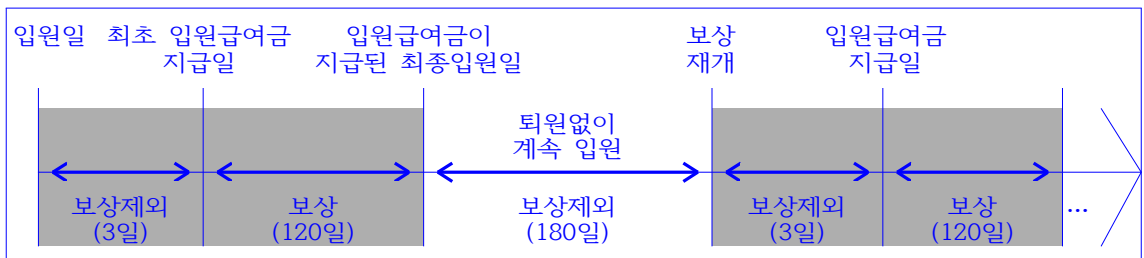 입원일 최초 입원급여금
지급일
입원급여금이
지급된 최종입원일
보상
재개
입원급여금
지급일
퇴원없이
계속 입원
보상제외
(3일)
보상
(120일)
보상제외
(180일)
보상제외
(3일)
보상
(120일)
...